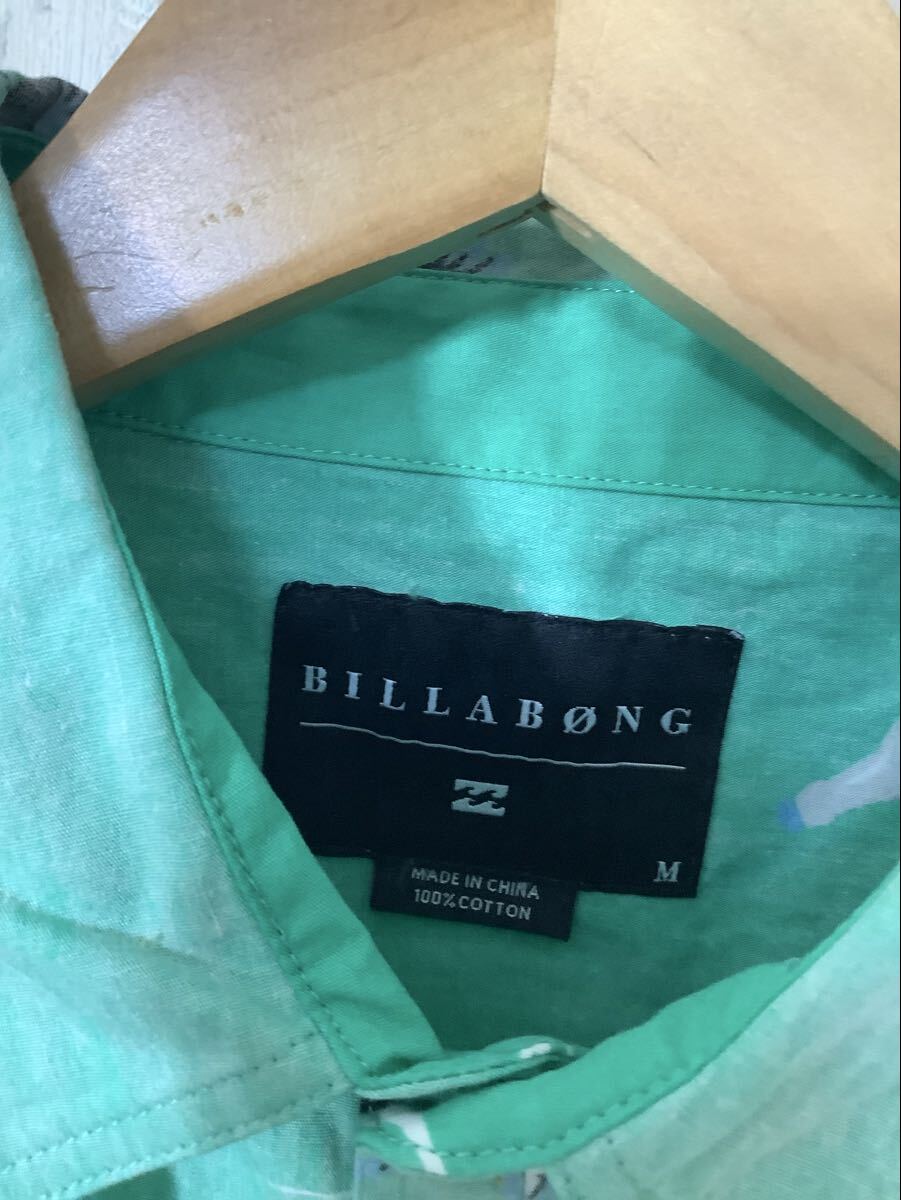 BILLABØNG
M
MADE IN CHINA
100% COTTON